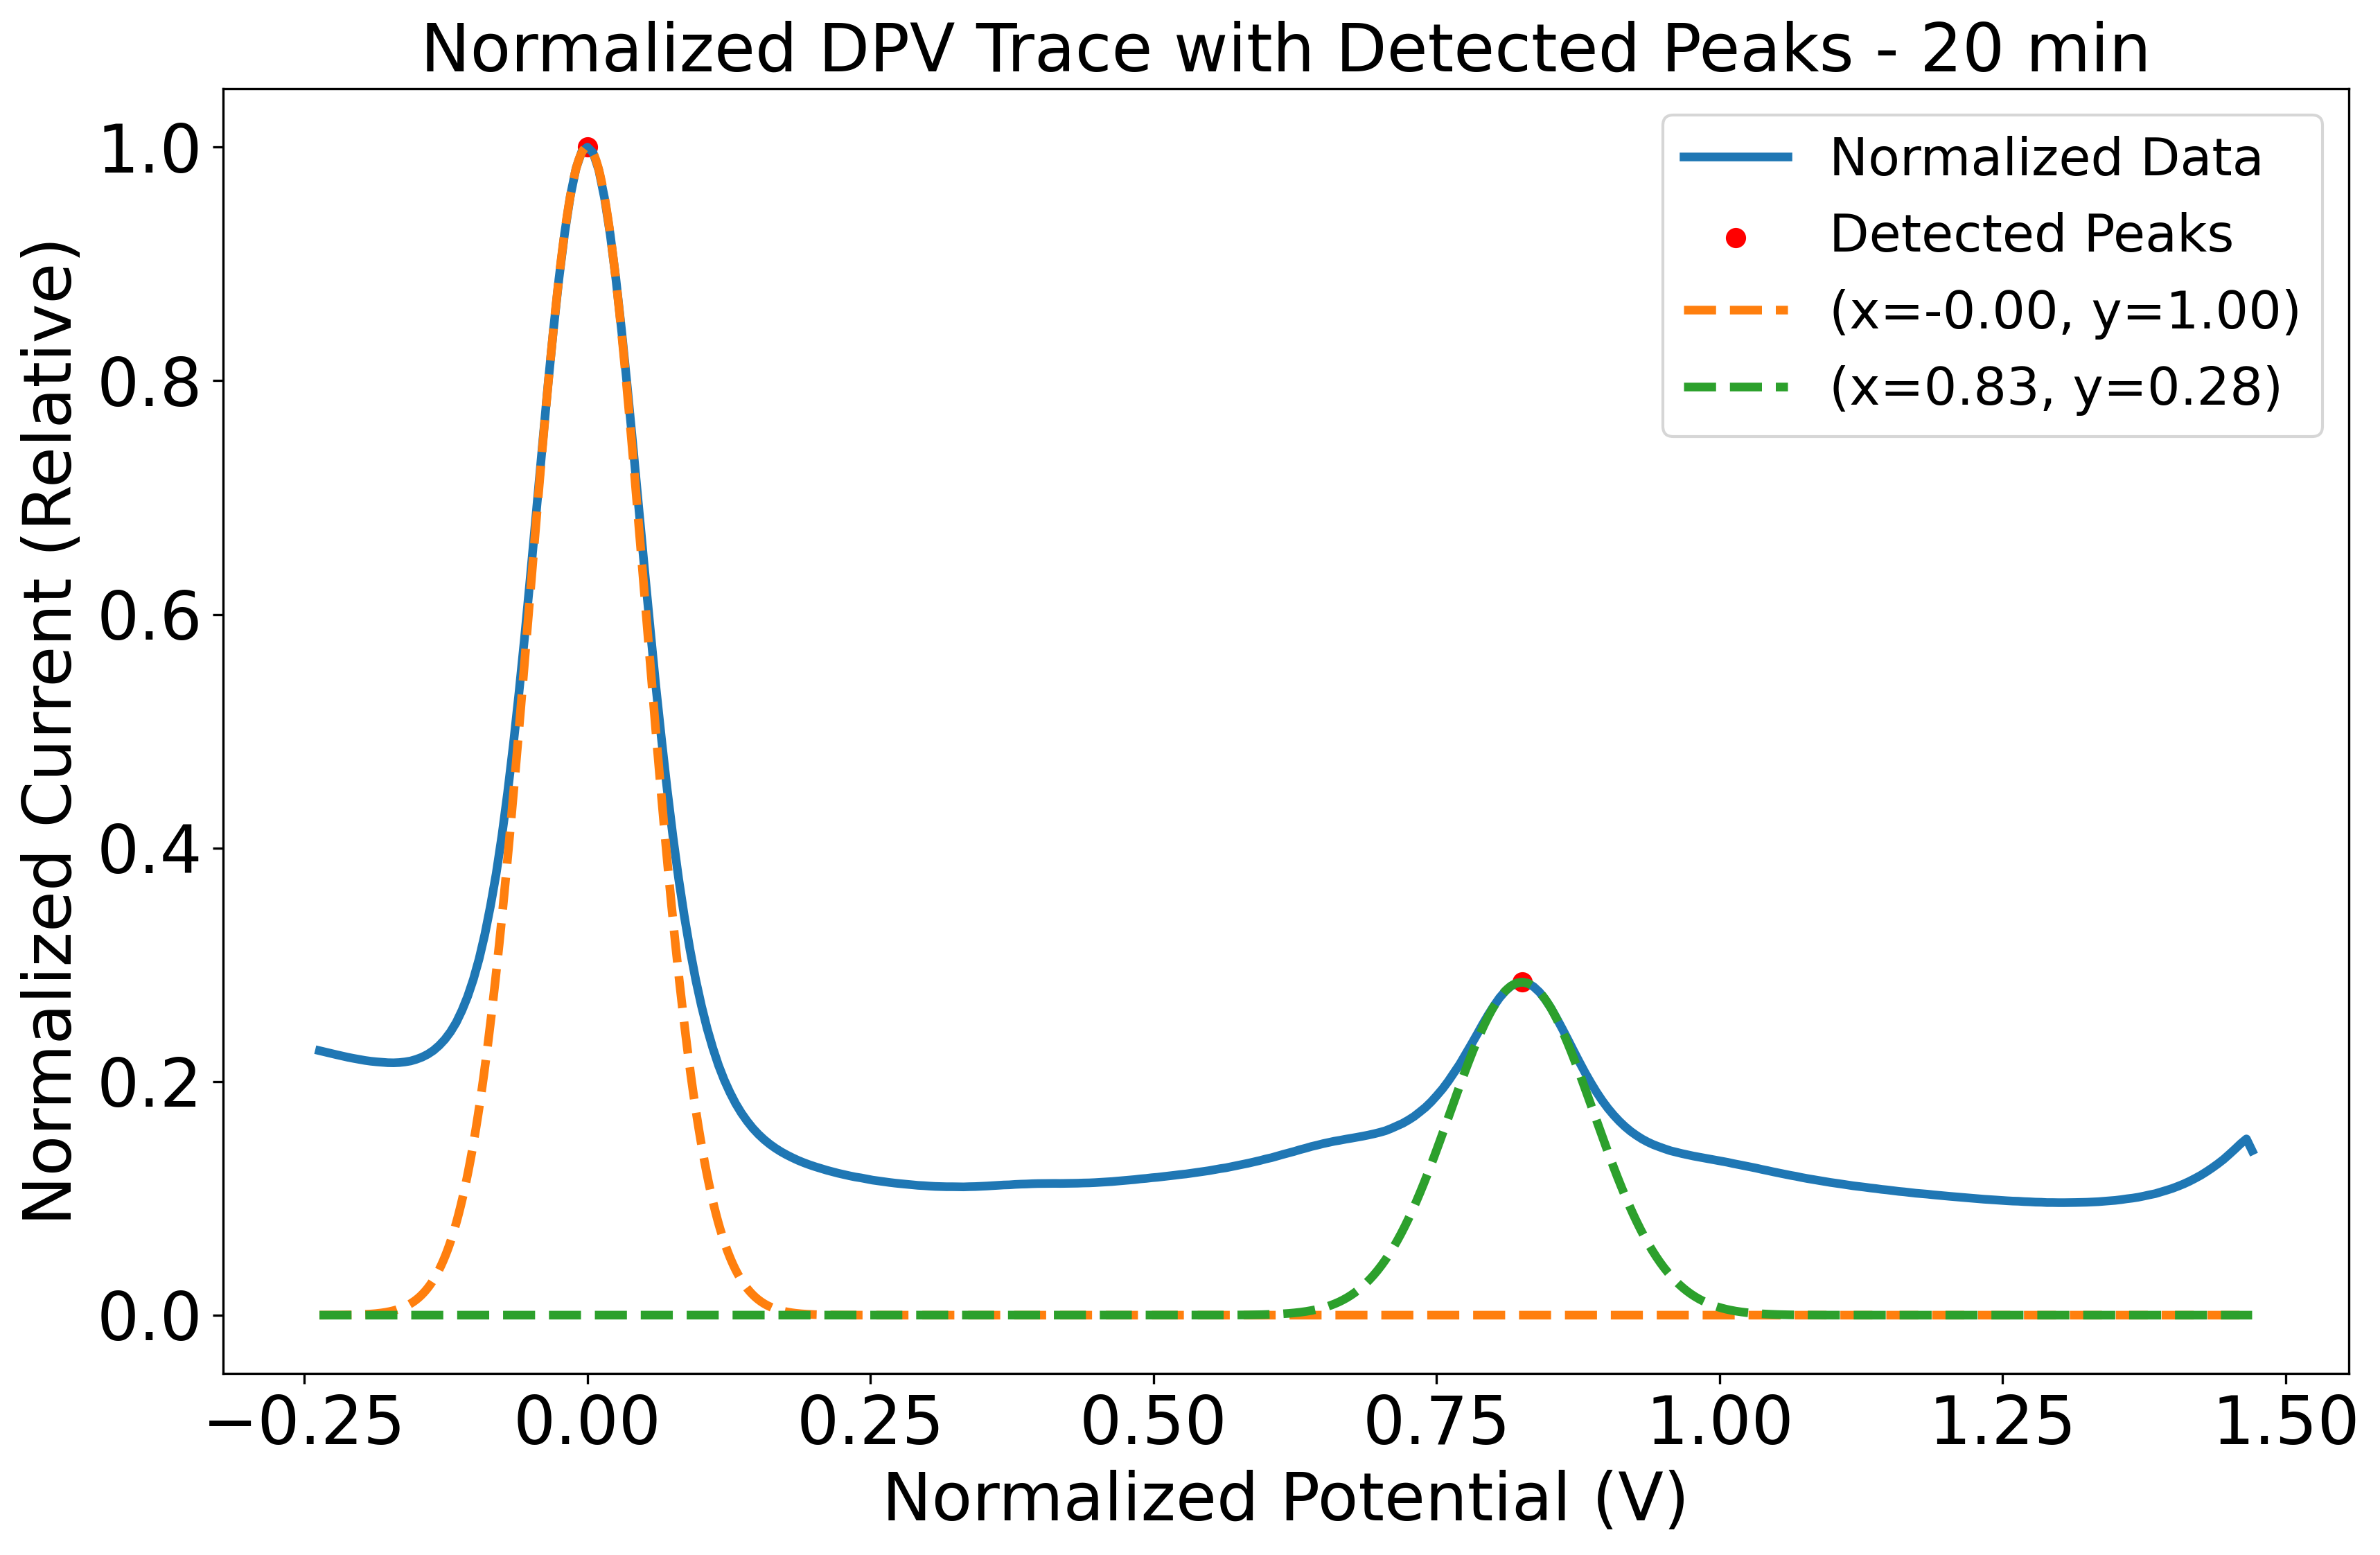 Normalized DPV Trace with Detected Peaks - 20 min
Normalized Current (Relative)
1.0
0.8
0.6
0.4
0.2
0.0
Normalized Data
Detected Peaks
(x=-0.00, y=1.00)
(x=0.83, y=0.28)
−0.25 0.00 0.25 0.50 0.75 1.00 1.25 1.50
Normalized Potential (V)